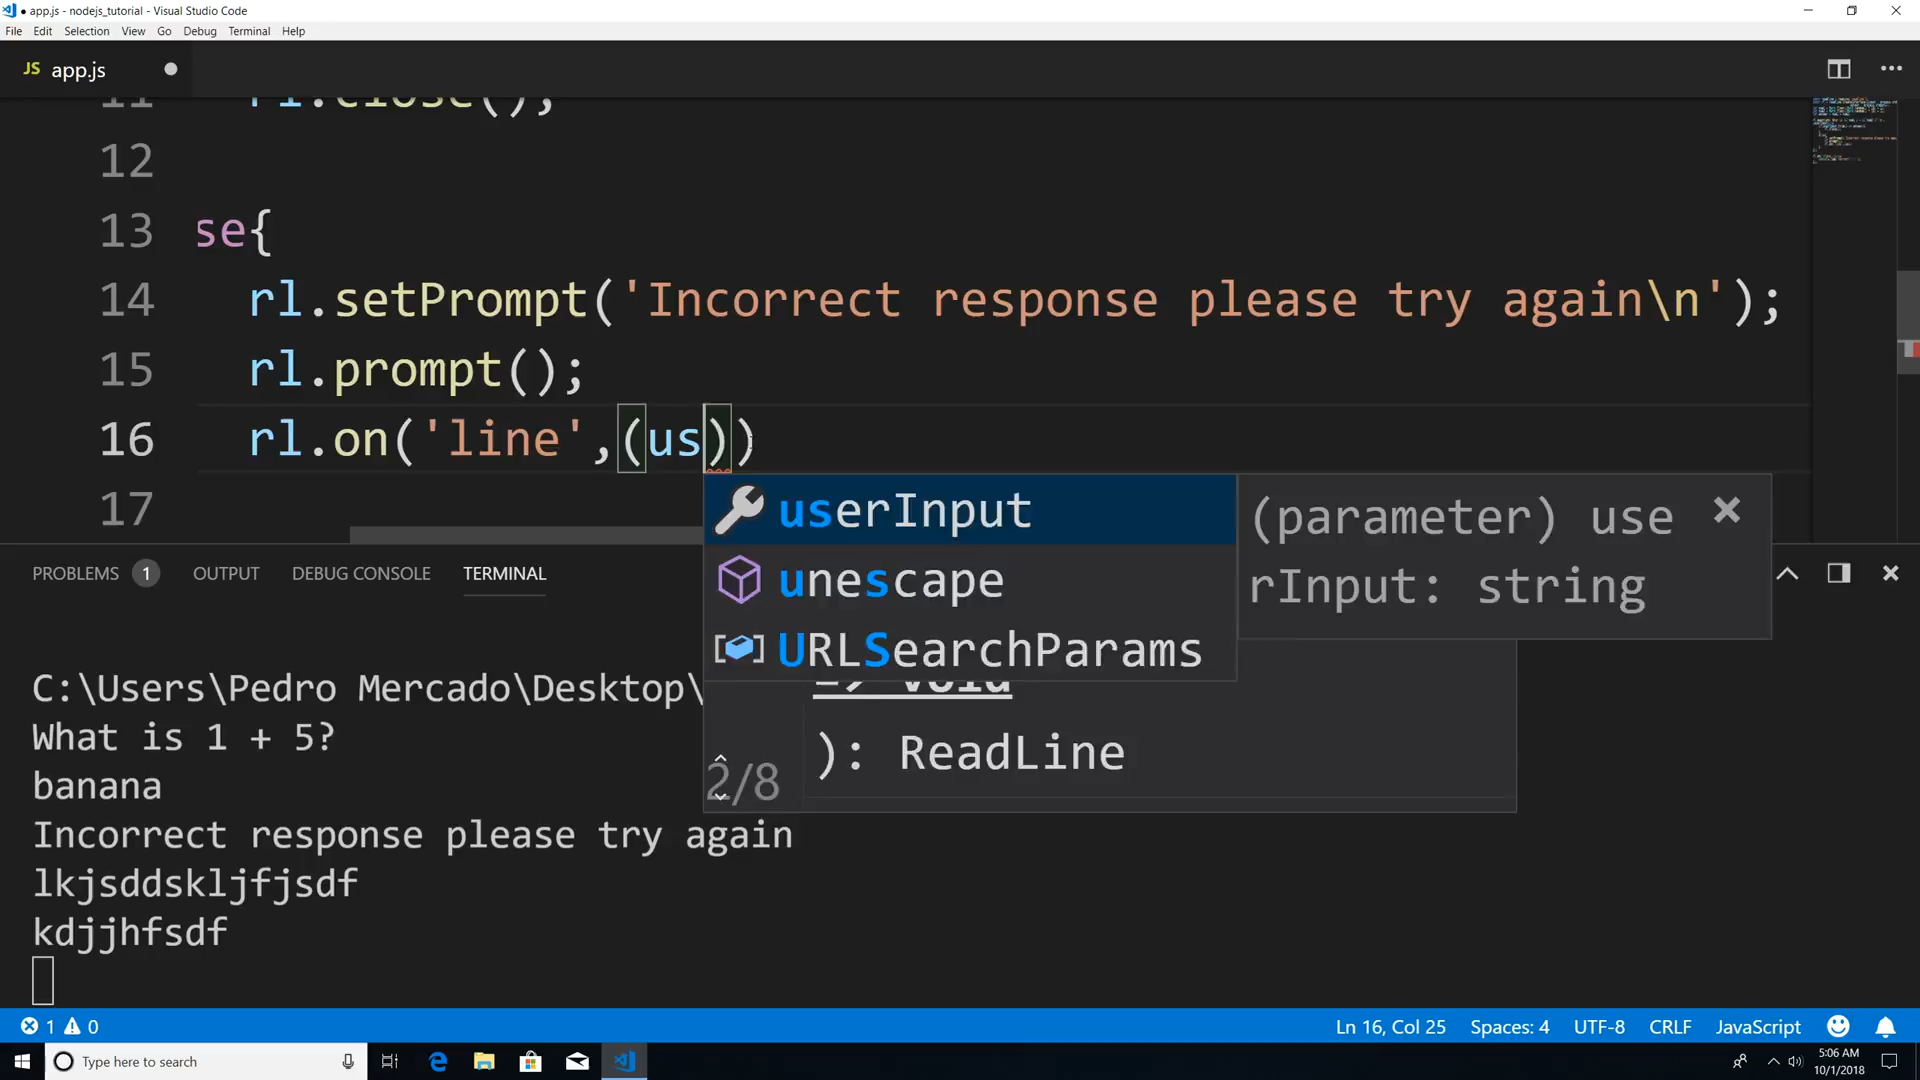 ● app.js - nodejs_tutorial - Visual Studio Code
File Edit Selection View Go Debug Terminal Help
JS app.js ●
11 rl.close();
12
13 se{
14 rl.setPrompt('Incorrect response please try again\n');
15 rl.prompt();
16 rl.on('line',(us))
17
userInput
unescape
URLSearchParams
(parameter) use
rInput: string
=> void
): ReadLine
2/8
PROBLEMS 1 OUTPUT DEBUG CONSOLE TERMINAL
C:\Users\Pedro Mercado\Desktop\
What is 1 + 5?
banana
Incorrect response please try again
lkjsddskljfjsdf
kdjjhfsdf
1 0 Ln 16, Col 25 Spaces: 4 UTF-8 CRLF JavaScript
Type here to search
5:06 AM
10/1/2018